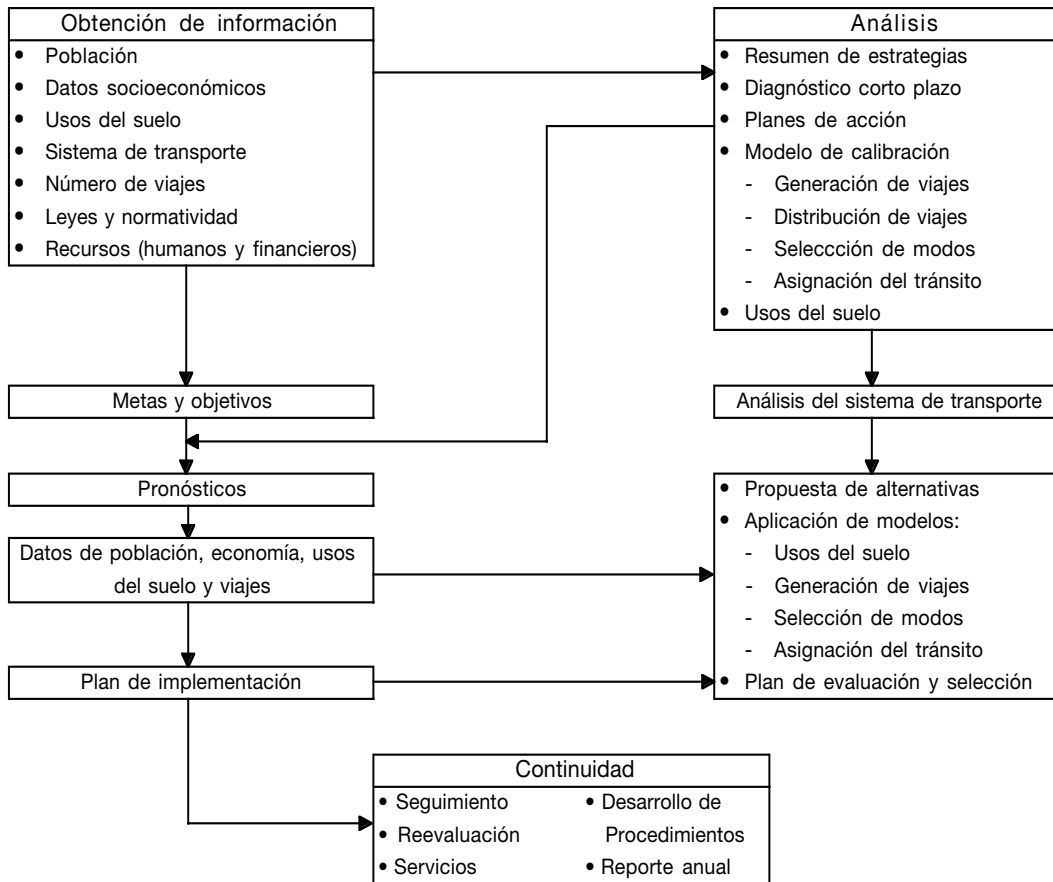 Obtención de información
• Población
• Datos socioeconómicos
• Usos del suelo
• Sistema de transporte
• Número de viajes
• Leyes y normatividad
• Recursos (humanos y financieros)
Análisis
• Resumen de estrategias
• Diagnóstico corto plazo
• Planes de acción
• Modelo de calibración
- Generación de viajes
- Distribución de viajes
- Seleccción de modos
- Asignación del tránsito
• Usos del suelo
Metas y objetivos
Análisis del sistema de transporte
Pronósticos
Datos de población, economía, usos
del suelo y viajes
Plan de implementación
• Propuesta de alternativas
• Aplicación de modelos:
- Usos del suelo
- Generación de viajes
- Selección de modos
- Asignación del tránsito
• Plan de evaluación y selección
Continuidad
• Seguimiento
• Reevaluación
• Servicios
• Desarrollo de
Procedimientos
• Reporte anual